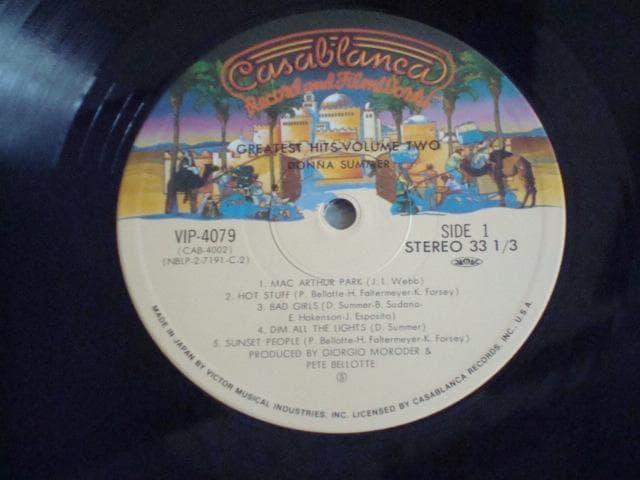 Casablanca
Record and FilmWorks
GREATEST HITS-VOLUME TWO
DONNA SUMMER
VIP-4079
(CAB-4002)
(NBLP-2-7191-C-2)
SIDE 1
STEREO 33 1/3
1. MAC ARTHUR PARK (J. L. Webb)
2. HOT STUFF (P. Bellotte-H. Faltermeyer-K. Forsey)
3. BAD GIRLS (D. Summer-B. Sudano-
E. Hokenson-J. Esposito)
4. DIM ALL THE LIGHTS (D. Summer)
5. SUNSET PEOPLE (P. Bellotte-H. Faltermeyer-K. Forsey)
PRODUCED BY GIORGIO MORODER &
PETE BELLOTTE
MADE IN JAPAN BY VICTOR MUSICAL INDUSTRIES, INC. LICENSED BY CASABLANCA RECORDS, INC. U.S.A.